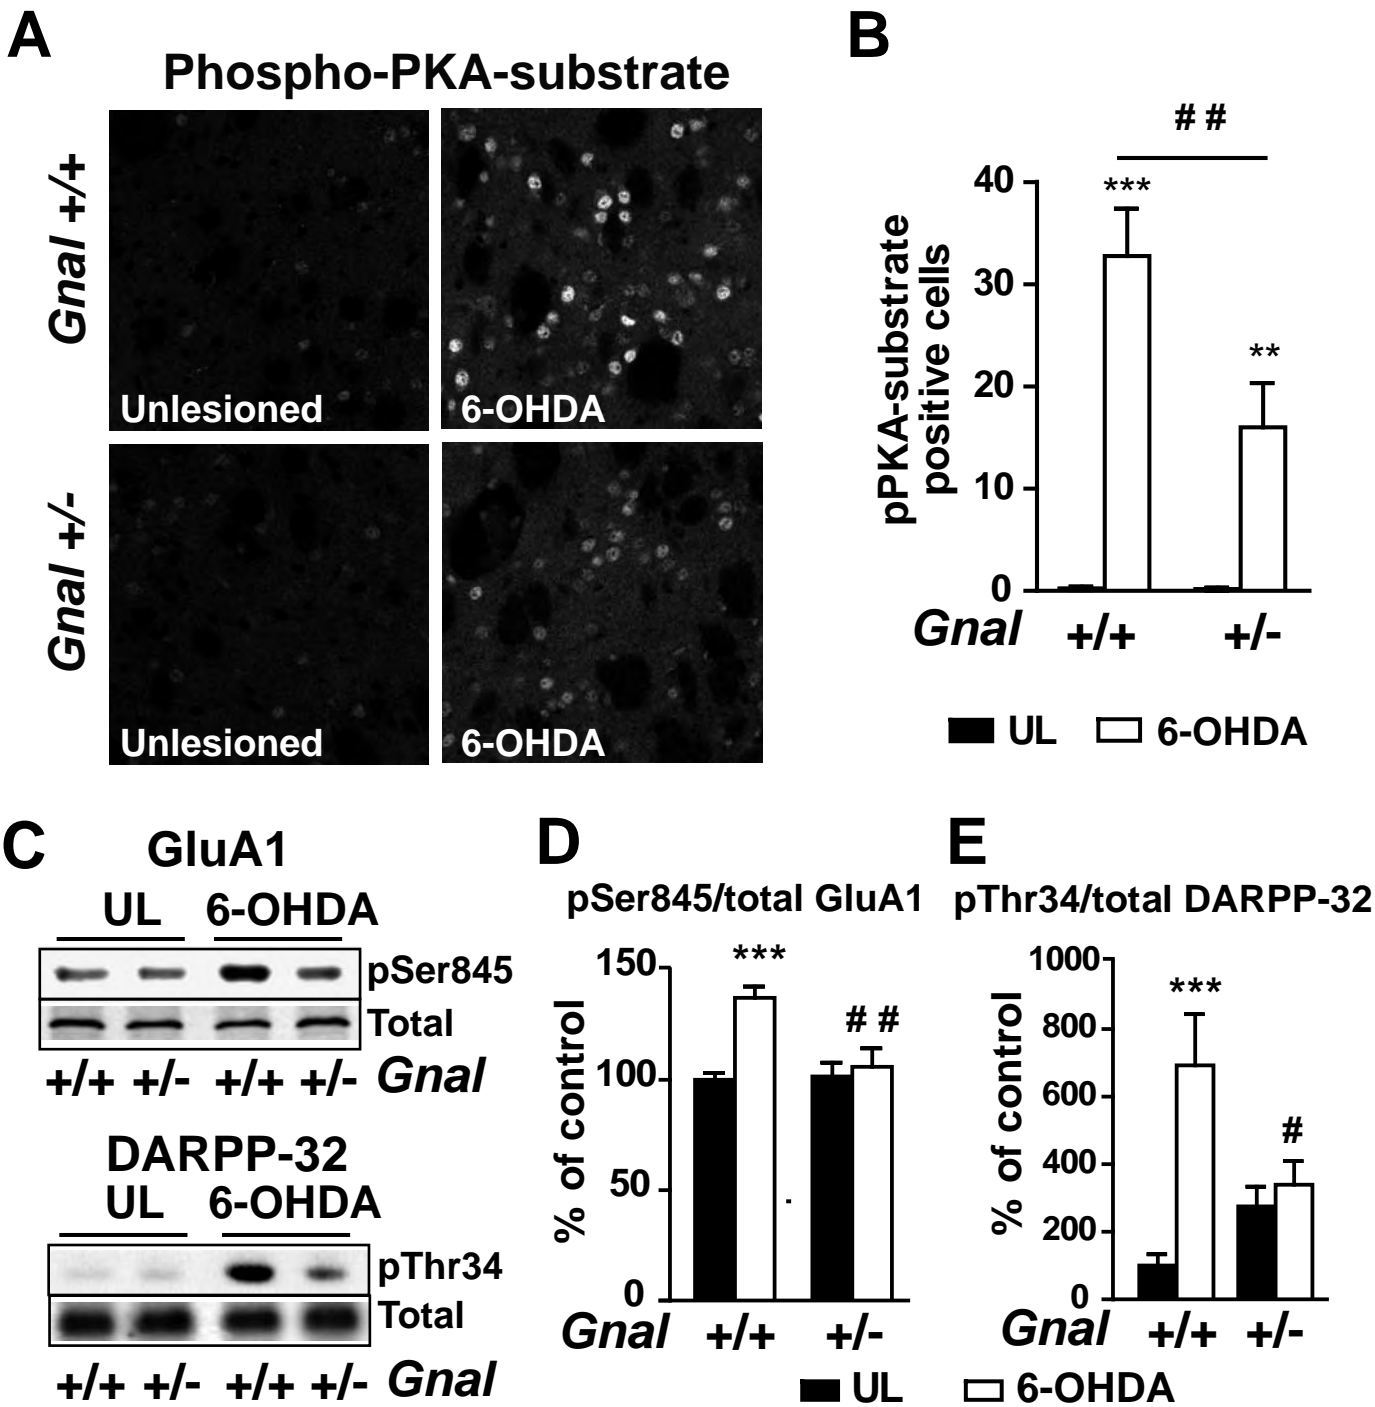 A
Phospho-PKA-substrate
Gnal +/+
Unlesioned
6-OHDA
Gnal +/-
Unlesioned
6-OHDA
B
##
40
***
30
**
20
10
0
pPKA-substrate
positive cells
Gnal +/+ +/-
UL 6-OHDA
C
GluA1
UL 6-OHDA
pSer845
Total
+/+ +/- +/+ +/- Gnal
DARPP-32
UL 6-OHDA
pThr34
Total
+/+ +/- +/+ +/- Gnal
D
pSer845/total GluA1
150
***
##
100
50
0
% of control
Gnal +/+ +/-
E
pThr34/total DARPP-32
1000
***
800
600
400
#
200
0
% of control
Gnal +/+ +/-
UL 6-OHDA